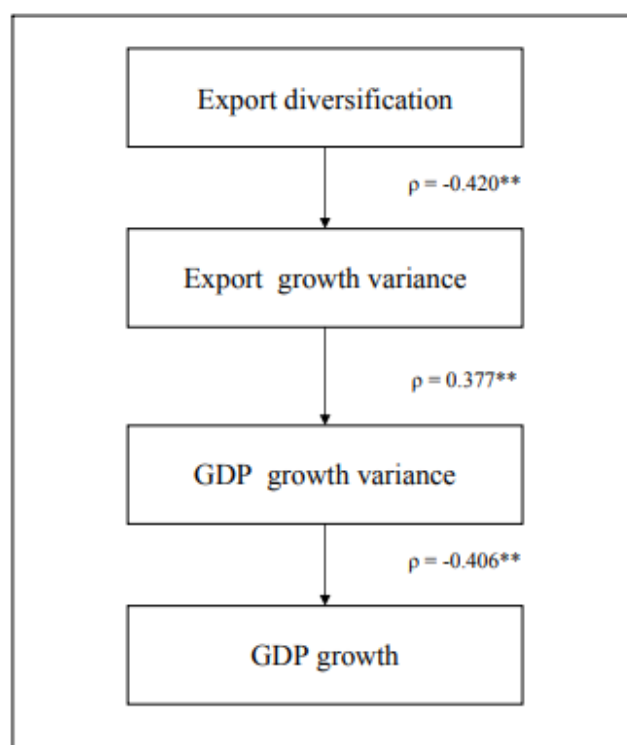 Export diversification
ρ = -0.420**
Export growth variance
ρ = 0.377**
GDP growth variance
ρ = -0.406**
GDP growth